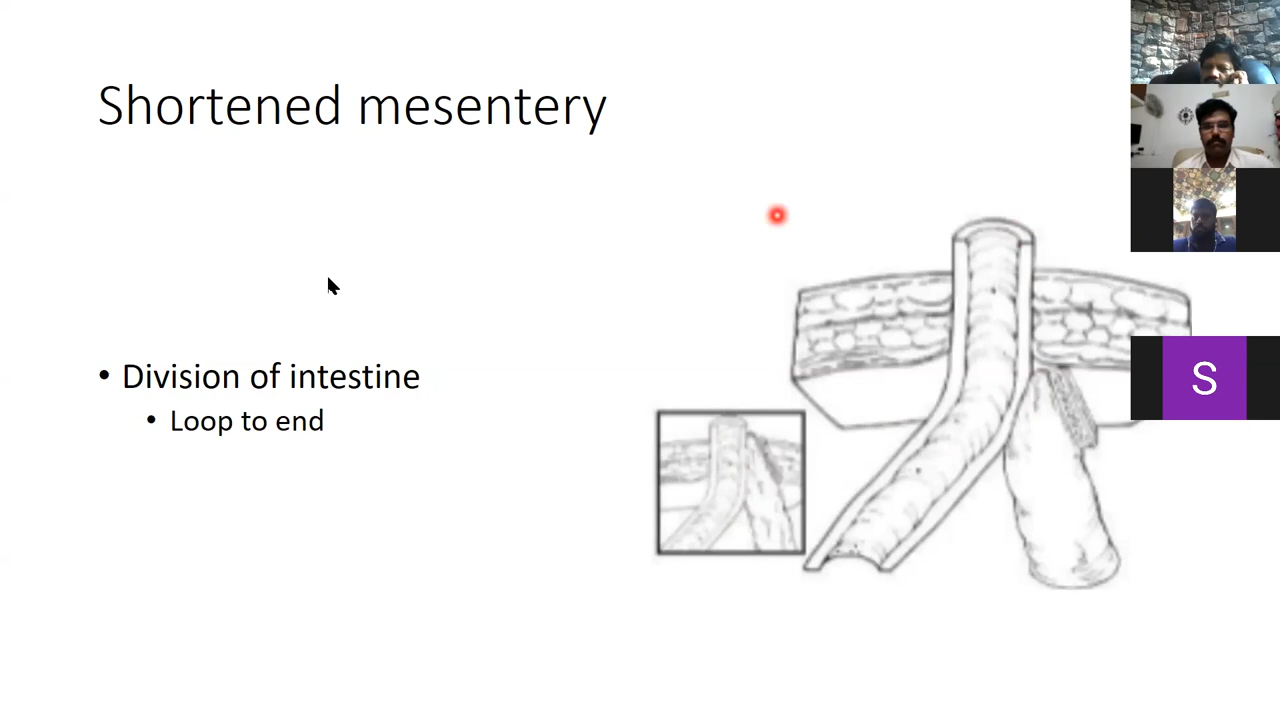 Shortened mesentery
• Division of intestine
• Loop to end
S